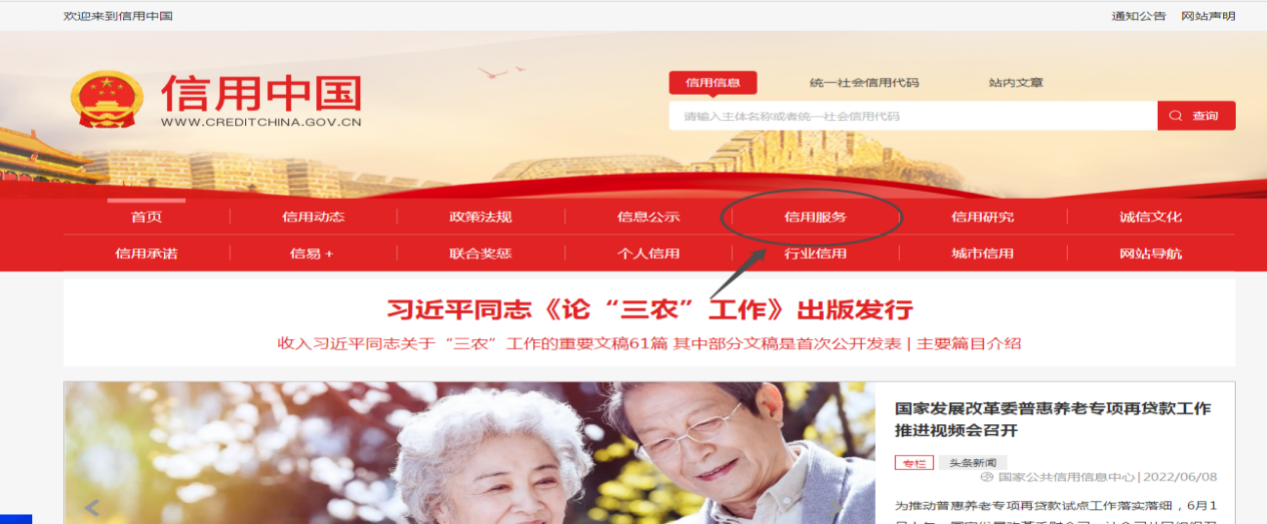 欢迎来到信用中国
通知公告 网站声明
信用中国
WWW.CREDITCHINA.GOV.CN
信用信息 统一社会信用代码 站内文章
请输入主体名称或者统一社会信用代码
查询
首页 信用动态 政策法规 信息公示 信用服务 信用研究 诚信文化
信用承诺 信易+ 联合奖惩 个人信用 行业信用 城市信用 网站导航
习近平同志《论“三农”工作》出版发行
收入习近平同志关于“三农”工作的重要文稿61篇 其中部分文稿是首次公开发表 | 主要篇目介绍
国家发展改革委普惠养老专项再贷款工作
推进视频会召开
专栏 头条新闻
国家公共信用信息中心 | 2022/06/08
为推动普惠养老专项再贷款试点工作落实落细，6月1